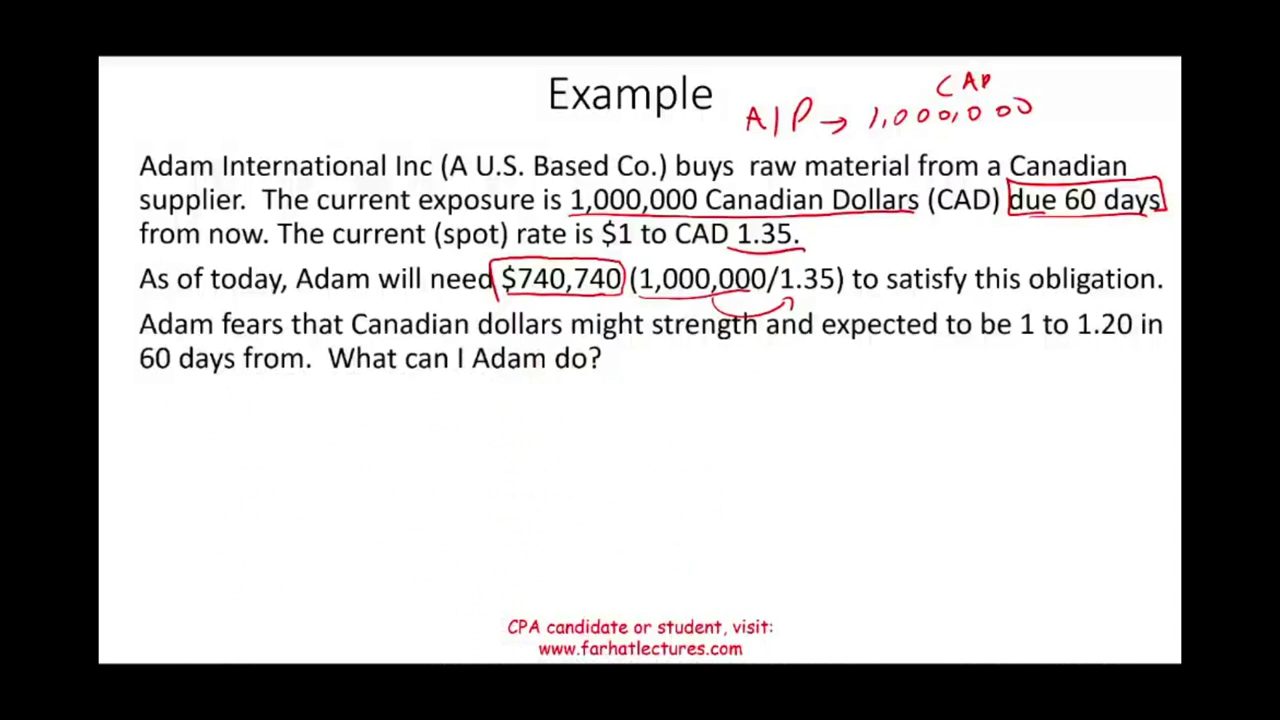 Example
CAD
A/P → 1,000,000
Adam International Inc (A U.S. Based Co.) buys raw material from a Canadian
supplier. The current exposure is 1,000,000 Canadian Dollars (CAD) due 60 days
from now. The current (spot) rate is $1 to CAD 1.35.
As of today, Adam will need $740,740 (1,000,000/1.35) to satisfy this obligation.
Adam fears that Canadian dollars might strength and expected to be 1 to 1.20 in
60 days from. What can I Adam do?
CPA candidate or student, visit:
www.farhatlectures.com